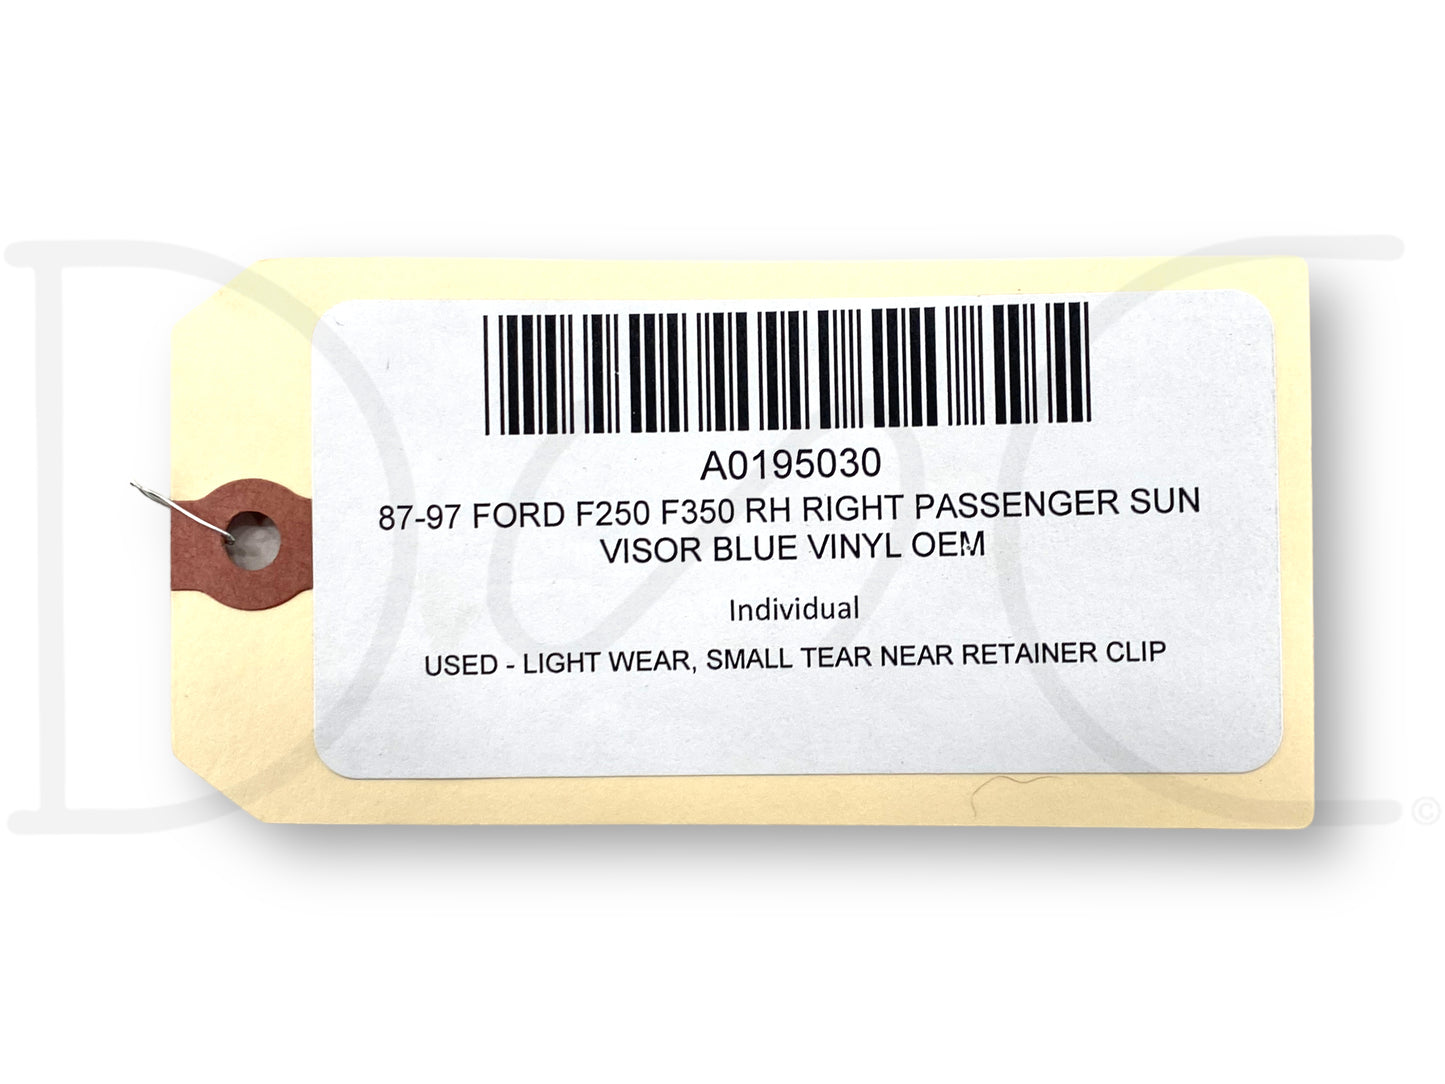 A0195030
87-97 FORD F250 F350 RH RIGHT PASSENGER SUN
VISOR BLUE VINYL OEM
Individual
USED - LIGHT WEAR, SMALL TEAR NEAR RETAINER CLIP
DC
©